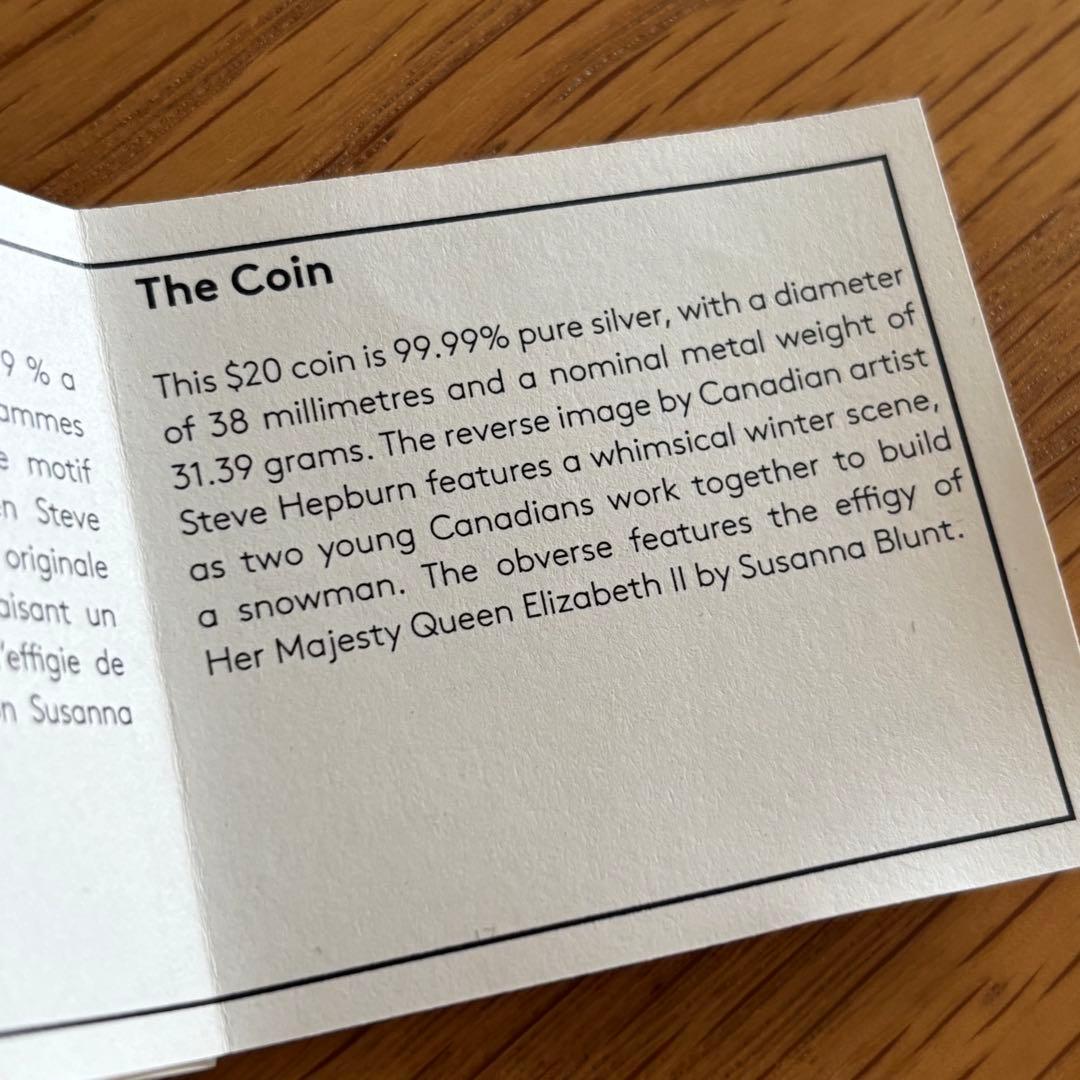 9 % a
ammes
motif
Steve
originale
aisant un
l'effigie de
Susanna
The Coin
This $20 coin is 99.99% pure silver, with a diameter
of 38 millimetres and a nominal metal weight of
31.39 grams. The reverse image by Canadian artist
Steve Hepburn features a whimsical winter scene,
as two young Canadians work together to build
a snowman. The obverse features the effigy of
Her Majesty Queen Elizabeth II by Susanna Blunt.